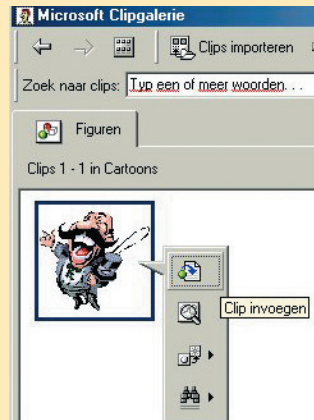 Microsoft Clipgalerie
Clips importeren
Zoek naar clips: Typ een of meer woorden. . .
Figuren
Clips 1 - 1 in Cartoons
Clip invoegen